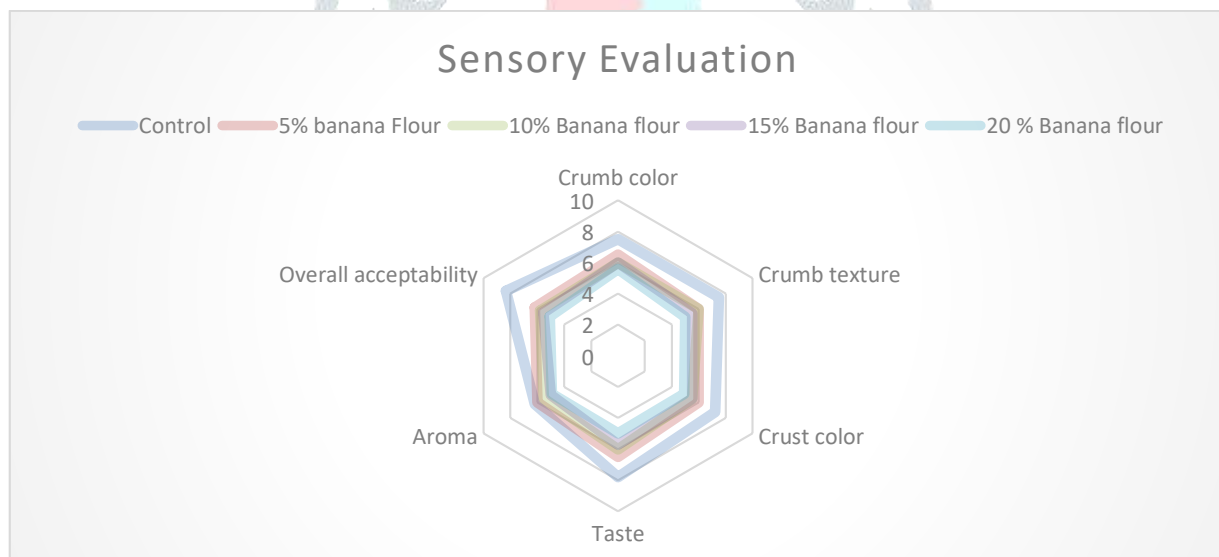 Sensory Evaluation
Control 5% banana Flour 10% Banana flour 15% Banana flour 20 % Banana flour
Crumb color
10
8
6
4
2
0
Overall acceptability
Crumb texture
Aroma
Crust color
Taste